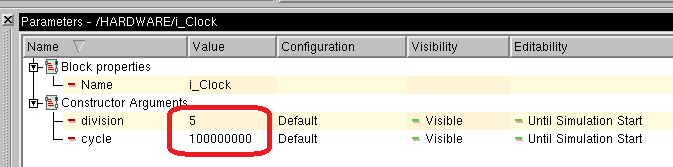 Parameters - /HARDWARE/i_Clock
Name Value Configuration Visibility Editability
Block properties
Name i_Clock
Constructor Arguments
division 5 Default Visible Until Simulation Start
cycle 100000000 Default Visible Until Simulation Start